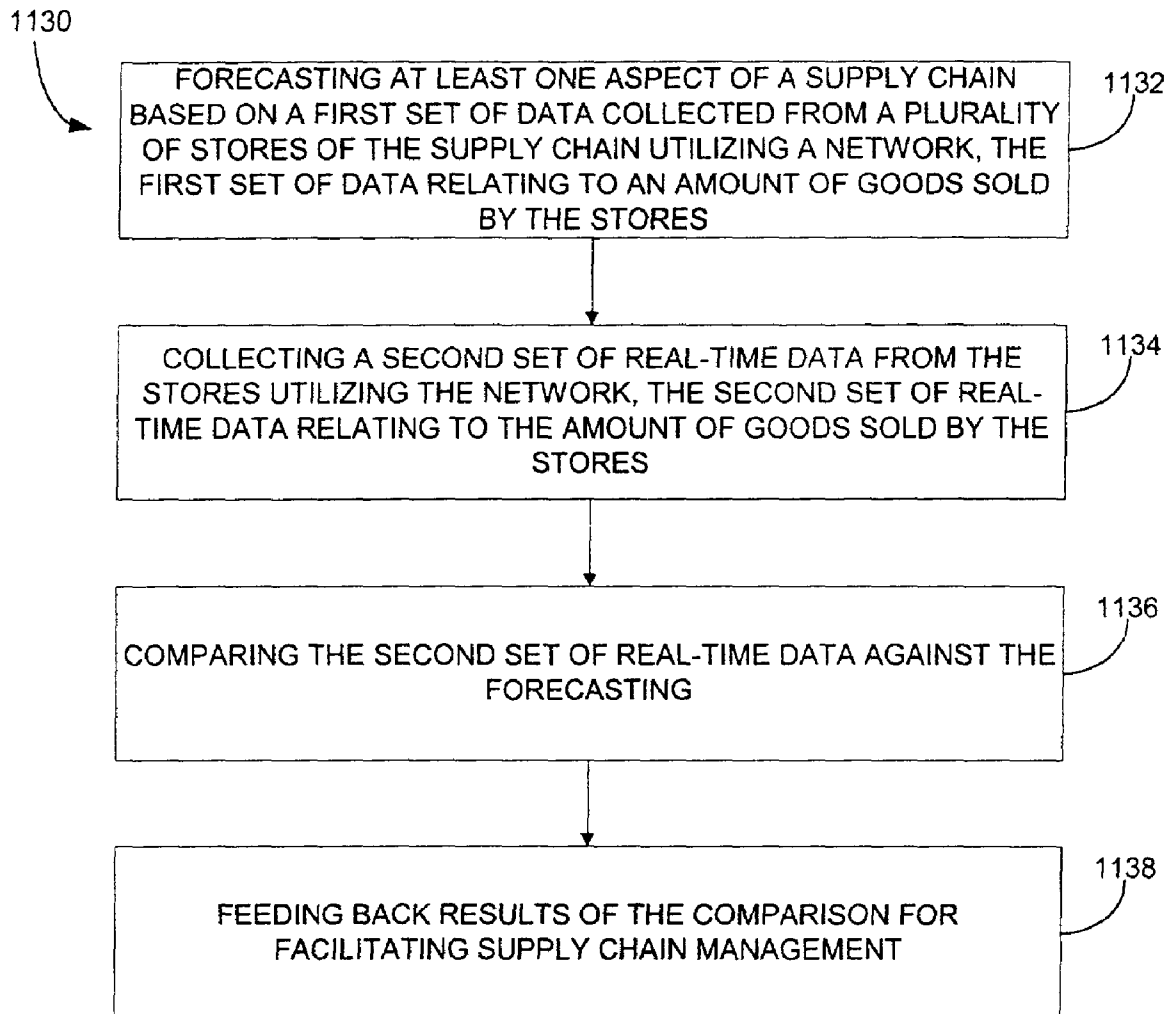 1130
FORECASTING AT LEAST ONE ASPECT OF A SUPPLY CHAIN
BASED ON A FIRST SET OF DATA COLLECTED FROM A PLURALITY
OF STORES OF THE SUPPLY CHAIN UTILIZING A NETWORK, THE
FIRST SET OF DATA RELATING TO AN AMOUNT OF GOODS SOLD
BY THE STORES
1132
COLLECTING A SECOND SET OF REAL-TIME DATA FROM THE
STORES UTILIZING THE NETWORK, THE SECOND SET OF REAL-
TIME DATA RELATING TO THE AMOUNT OF GOODS SOLD BY THE
STORES
1134
COMPARING THE SECOND SET OF REAL-TIME DATA AGAINST THE
FORECASTING
1136
FEEDING BACK RESULTS OF THE COMPARISON FOR
FACILITATING SUPPLY CHAIN MANAGEMENT
1138